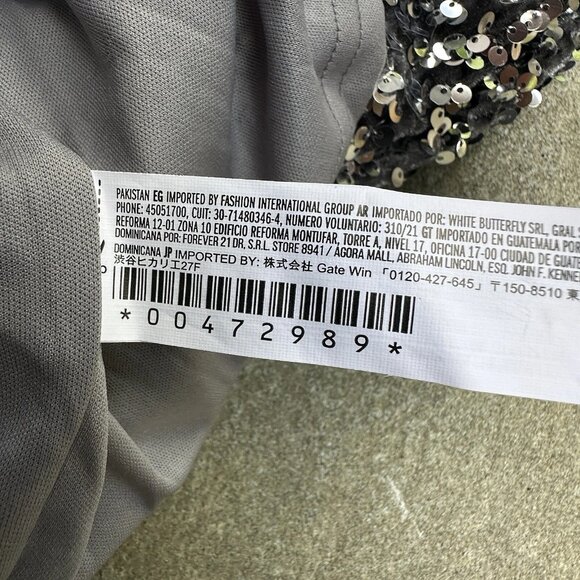 PAKISTAN EG IMPORTED BY FASHION INTERNATIONAL GROUP AR IMPORTADO POR: WHITE BUTTERFLY SRL, GRAL
PHONE: 45051700, CUIT: 30-71480346-4, NUMERO VOLUNTARIO: 310/21 GT IMPORTADO EN GUATEMALA POR
REFORMA 12-01 ZONA 10 EDIFICIO REFORMA MONTUFAR, TORRE A, NIVEL 17, OFICINA 17-00 CIUDAD DE GUATE
DOMINICANA POR: FOREVER 21 DR, S.R.L STORE 8941 / AGORA MALL, ABRAHAM LINCOLN, ESQ. JOHN F. KENNE
DOMINICANA JP IMPORTED BY: 株式会社 Gate Win 「0120-427-645」 〒150-8510 東
渋谷ヒカリエ27F
*00472989*